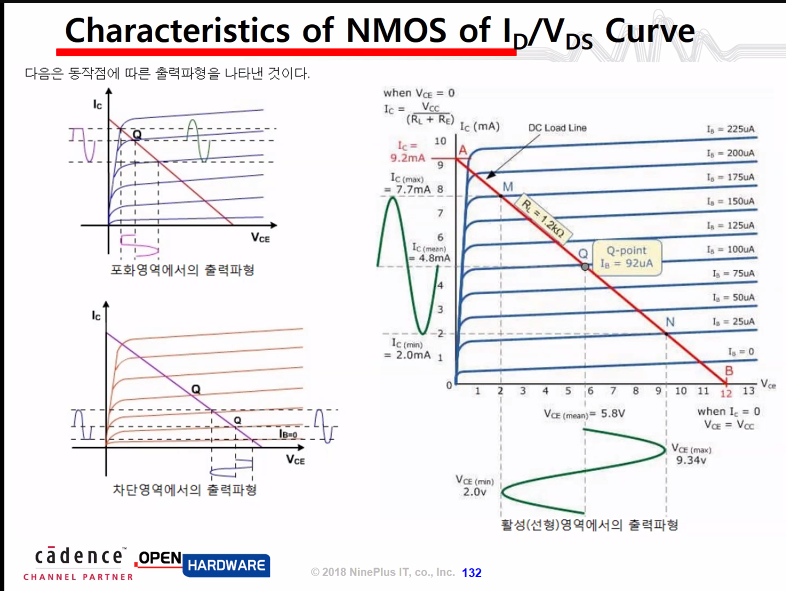 Characteristics of NMOS of ID/VDS Curve
다음은 동작점에 따른 출력파형을 나타낸 것이다.
Ic
Q
VCE
포화영역에서의 출력파형
Ic
Q
Q
IB=0
VCE
차단영역에서의 출력파형
when VCE = 0
IC = VCC
(RL + RE)
IC (mA)
DC Load Line
IC =
9.2mA
A
IC (max)
= 7.7mA
M
RL = 1.2kΩ
IC (mean)
= 4.8mA
Q
Q-point
IB = 92uA
IC (min)
= 2.0mA
N
B
10
9
8
7
6
4
3
2
1
0
IB = 225uA
IB = 200uA
IB = 175uA
IB = 150uA
IB = 125uA
IB = 100uA
IB = 75uA
IB = 50uA
IB = 25uA
IB = 0
1 2 3 4 5 6 7 8 9 10 11 12 13 Vce
VCE (mean) = 5.8V
when IC = 0
VCE = VCC
VCE (max)
9.34v
VCE (min)
2.0v
활성(선형)영역에서의 출력파형
cādence™
CHANNEL PARTNER
OPEN
HARDWARE
© 2018 NinePlus IT, co., Inc. 132